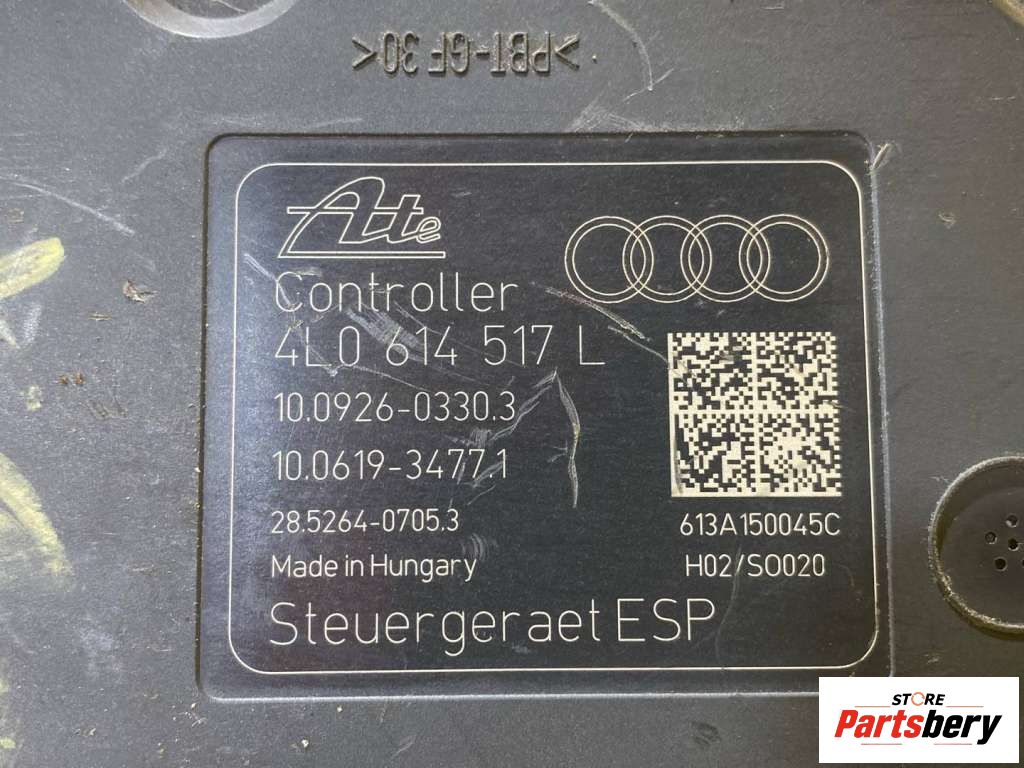 >PBT-GF 30<
Ate
Controller
4L0 614 517 L
10.0926-0330.3
10.0619-3477.1
28.5264-0705.3
613A150045C
Made in Hungary
H02/SO020
Steuergeraet ESP
STORE
Partsbery